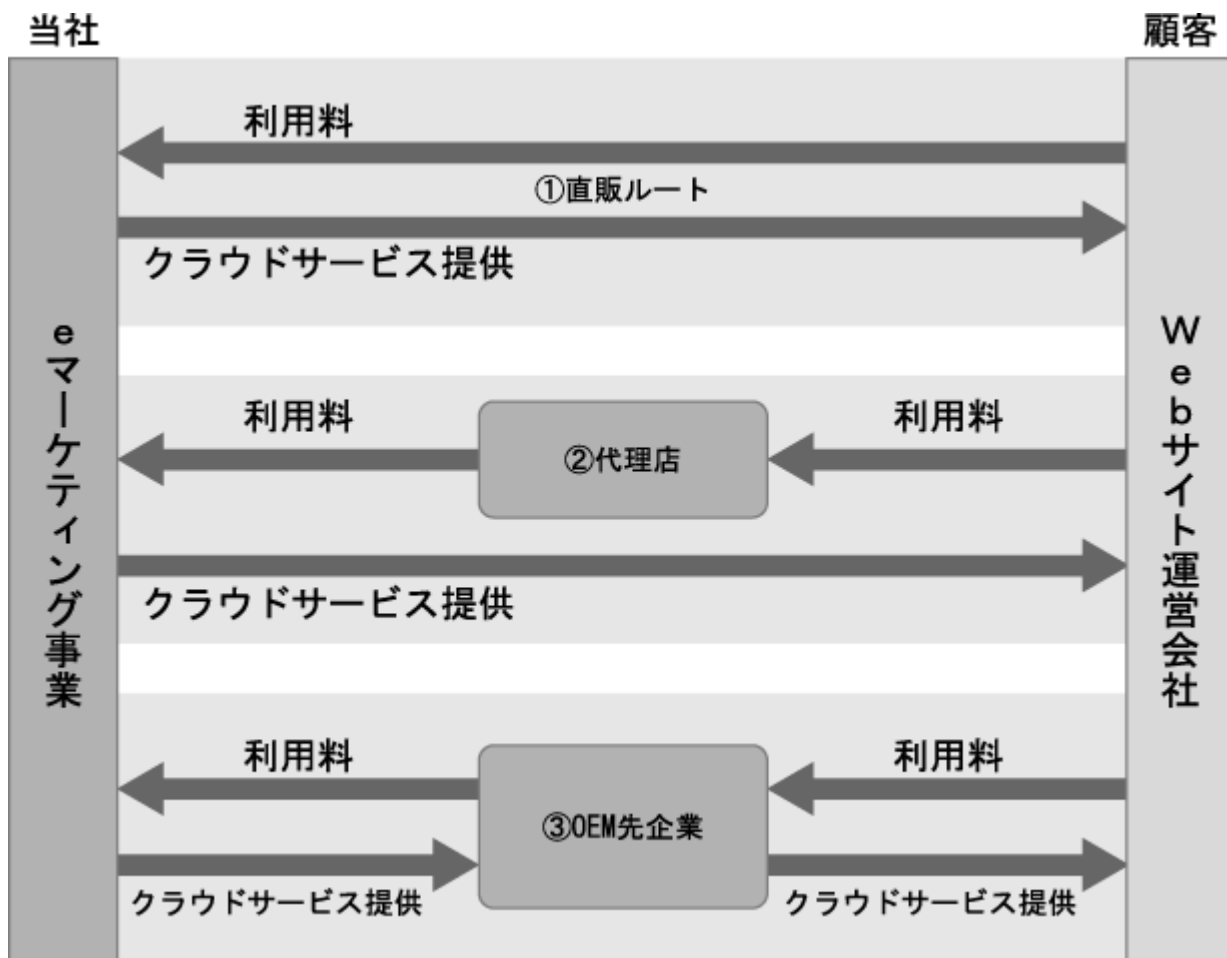 当社
顧客
eマーケティング事業
Webサイト運営会社
利用料
①直販ルート
クラウドサービス提供
利用料
②代理店
利用料
クラウドサービス提供
利用料
利用料
③OEM先企業
クラウドサービス提供
クラウドサービス提供